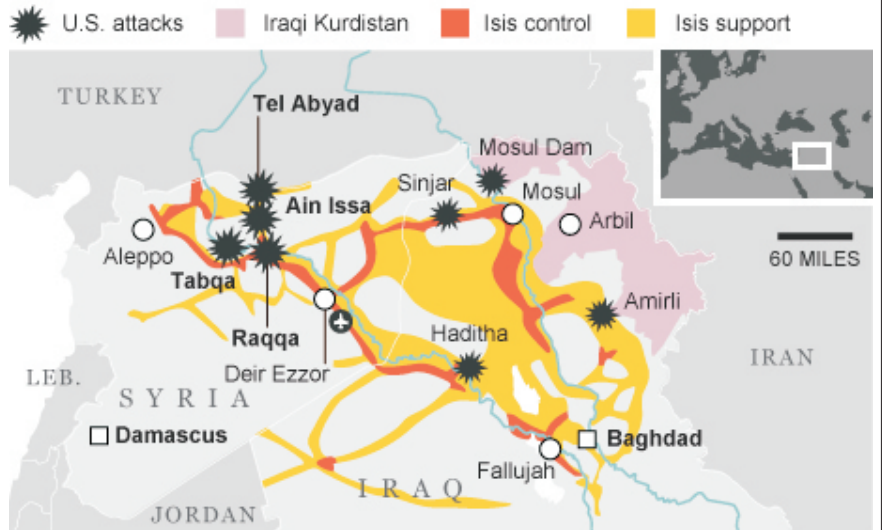 U.S. attacks
Iraqi Kurdistan
Isis control
Isis support
TURKEY
Tel Abyad
Mosul Dam
Sinjar
Mosul
Ain Issa
Arbil
Aleppo
60 MILES
Tabqa
Amirli
Raqqa
Haditha
IRAN
Deir Ezzor
LEB.
SYRIA
Damascus
Baghdad
Fallujah
IRAQ
JORDAN